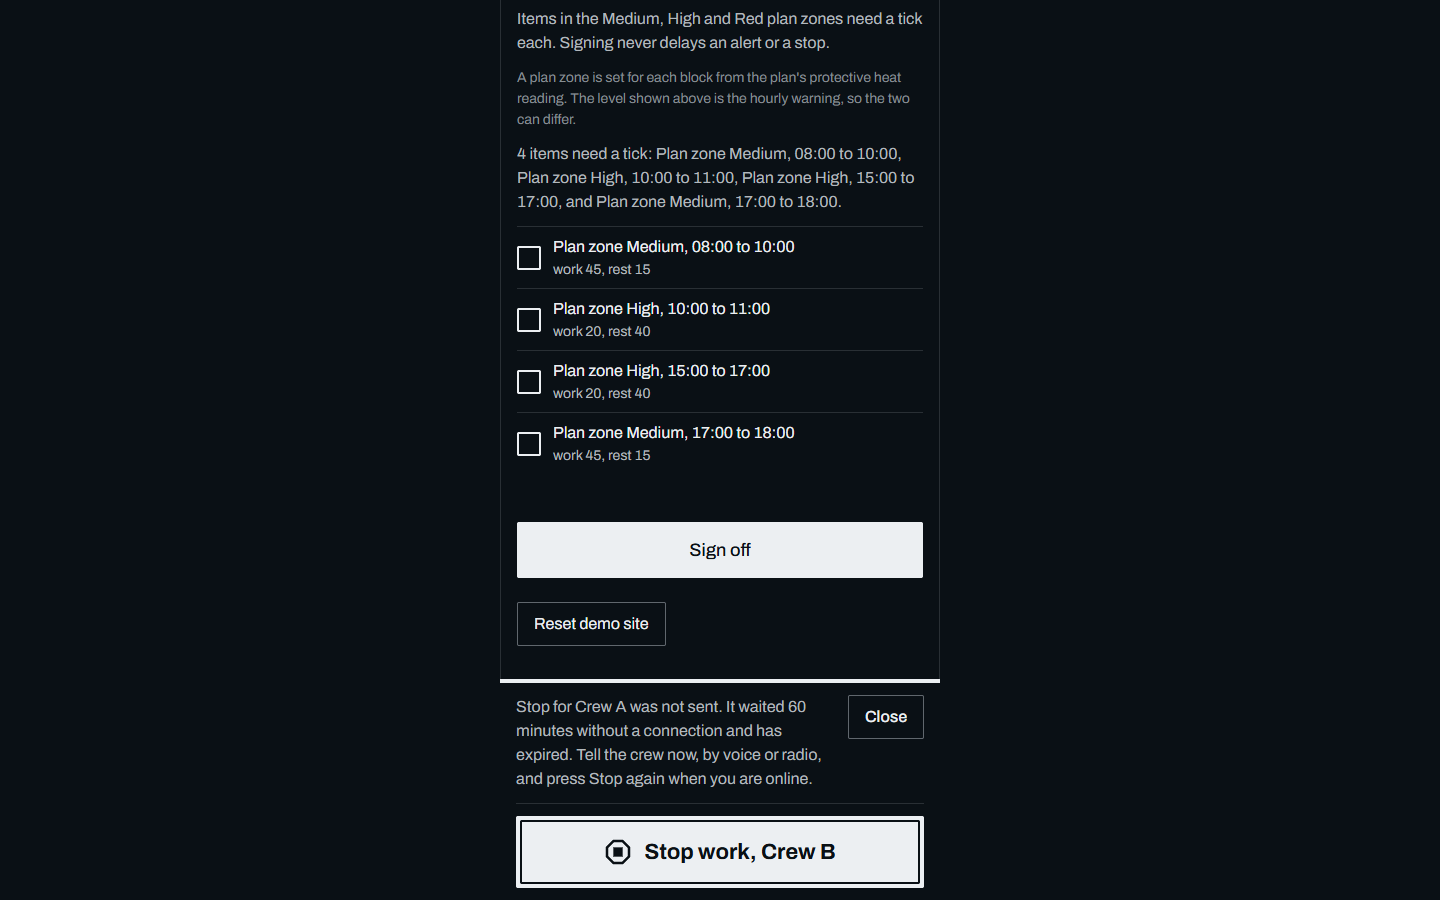 Items in the Medium, High and Red plan zones need a tick
each. Signing never delays an alert or a stop.
A plan zone is set for each block from the plan's protective heat
reading. The level shown above is the hourly warning, so the two
can differ.
4 items need a tick: Plan zone Medium, 08:00 to 10:00,
Plan zone High, 10:00 to 11:00, Plan zone High, 15:00 to
17:00, and Plan zone Medium, 17:00 to 18:00.
Plan zone Medium, 08:00 to 10:00
work 45, rest 15
Plan zone High, 10:00 to 11:00
work 20, rest 40
Plan zone High, 15:00 to 17:00
work 20, rest 40
Plan zone Medium, 17:00 to 18:00
work 45, rest 15
Sign off
Reset demo site
Stop for Crew A was not sent. It waited 60
minutes without a connection and has
expired. Tell the crew now, by voice or radio,
and press Stop again when you are online.
Close
Stop work, Crew B